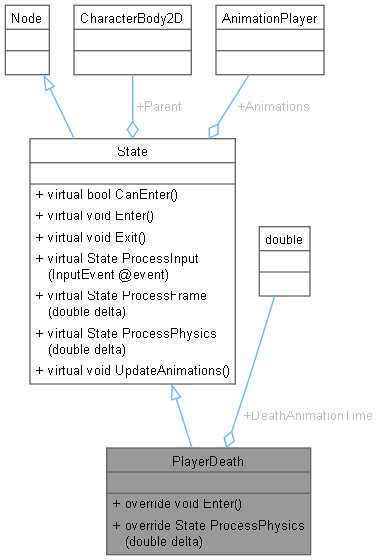 Node
CharacterBody2D
AnimationPlayer
+Parent
+Animations
State
+ virtual bool CanEnter()
+ virtual void Enter()
+ virtual void Exit()
+ virtual State ProcessInput
(InputEvent @event)
+ virtual State ProcessFrame
(double delta)
+ virtual State ProcessPhysics
(double delta)
+ virtual void UpdateAnimations()
double
+DeathAnimationTime
PlayerDeath
+ override void Enter()
+ override State ProcessPhysics
(double delta)